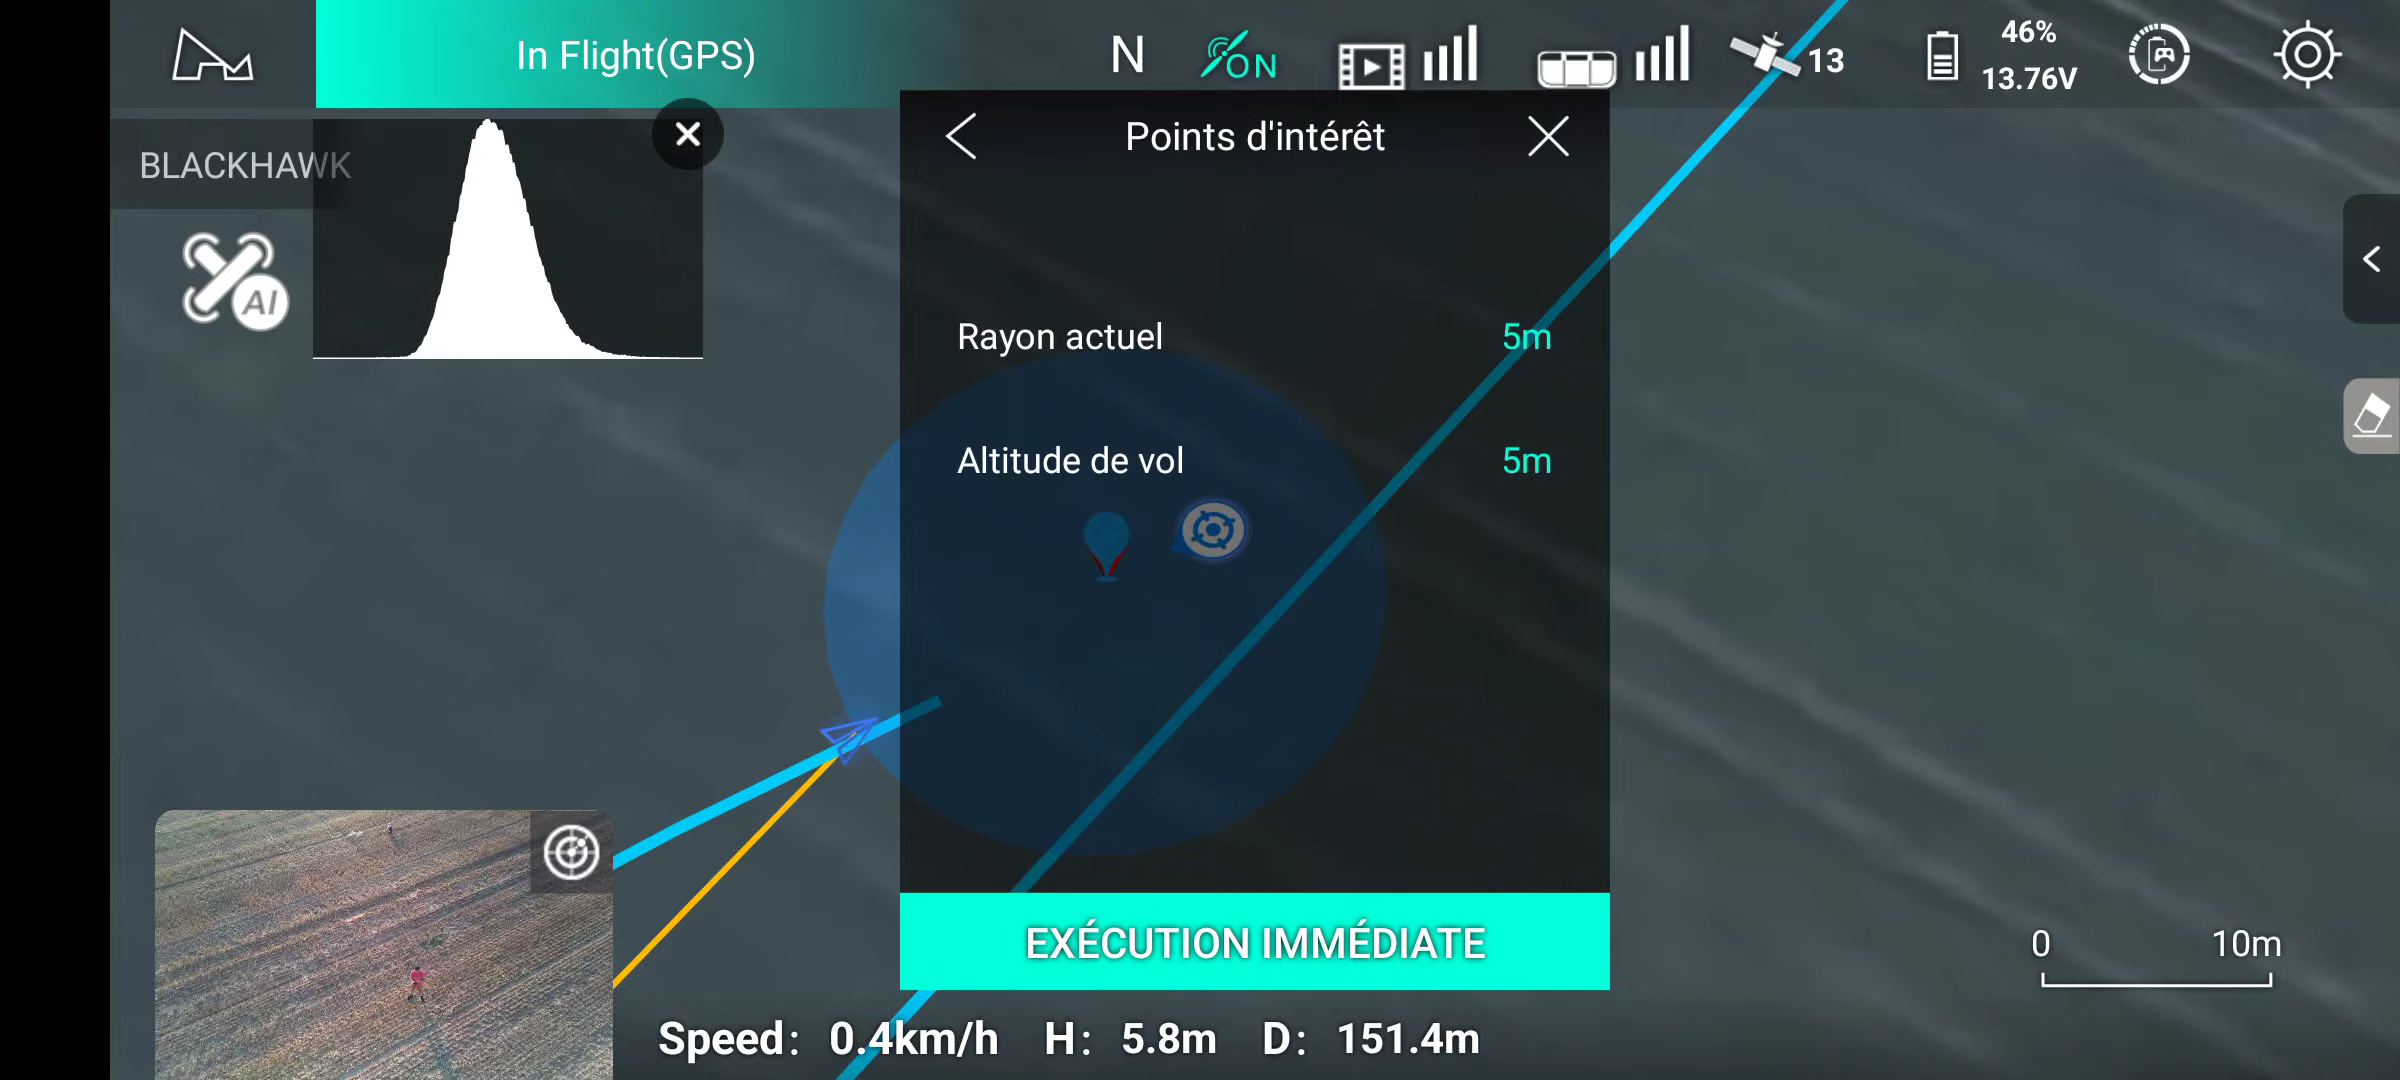 In Flight(GPS)
N
ON
13
46%
13.76V
BLACKHAWK
AI
Points d'intérêt
Rayon actuel
5m
Altitude de vol
5m
EXÉCUTION IMMÉDIATE
0
10m
Speed: 0.4km/h H: 5.8m D: 151.4m